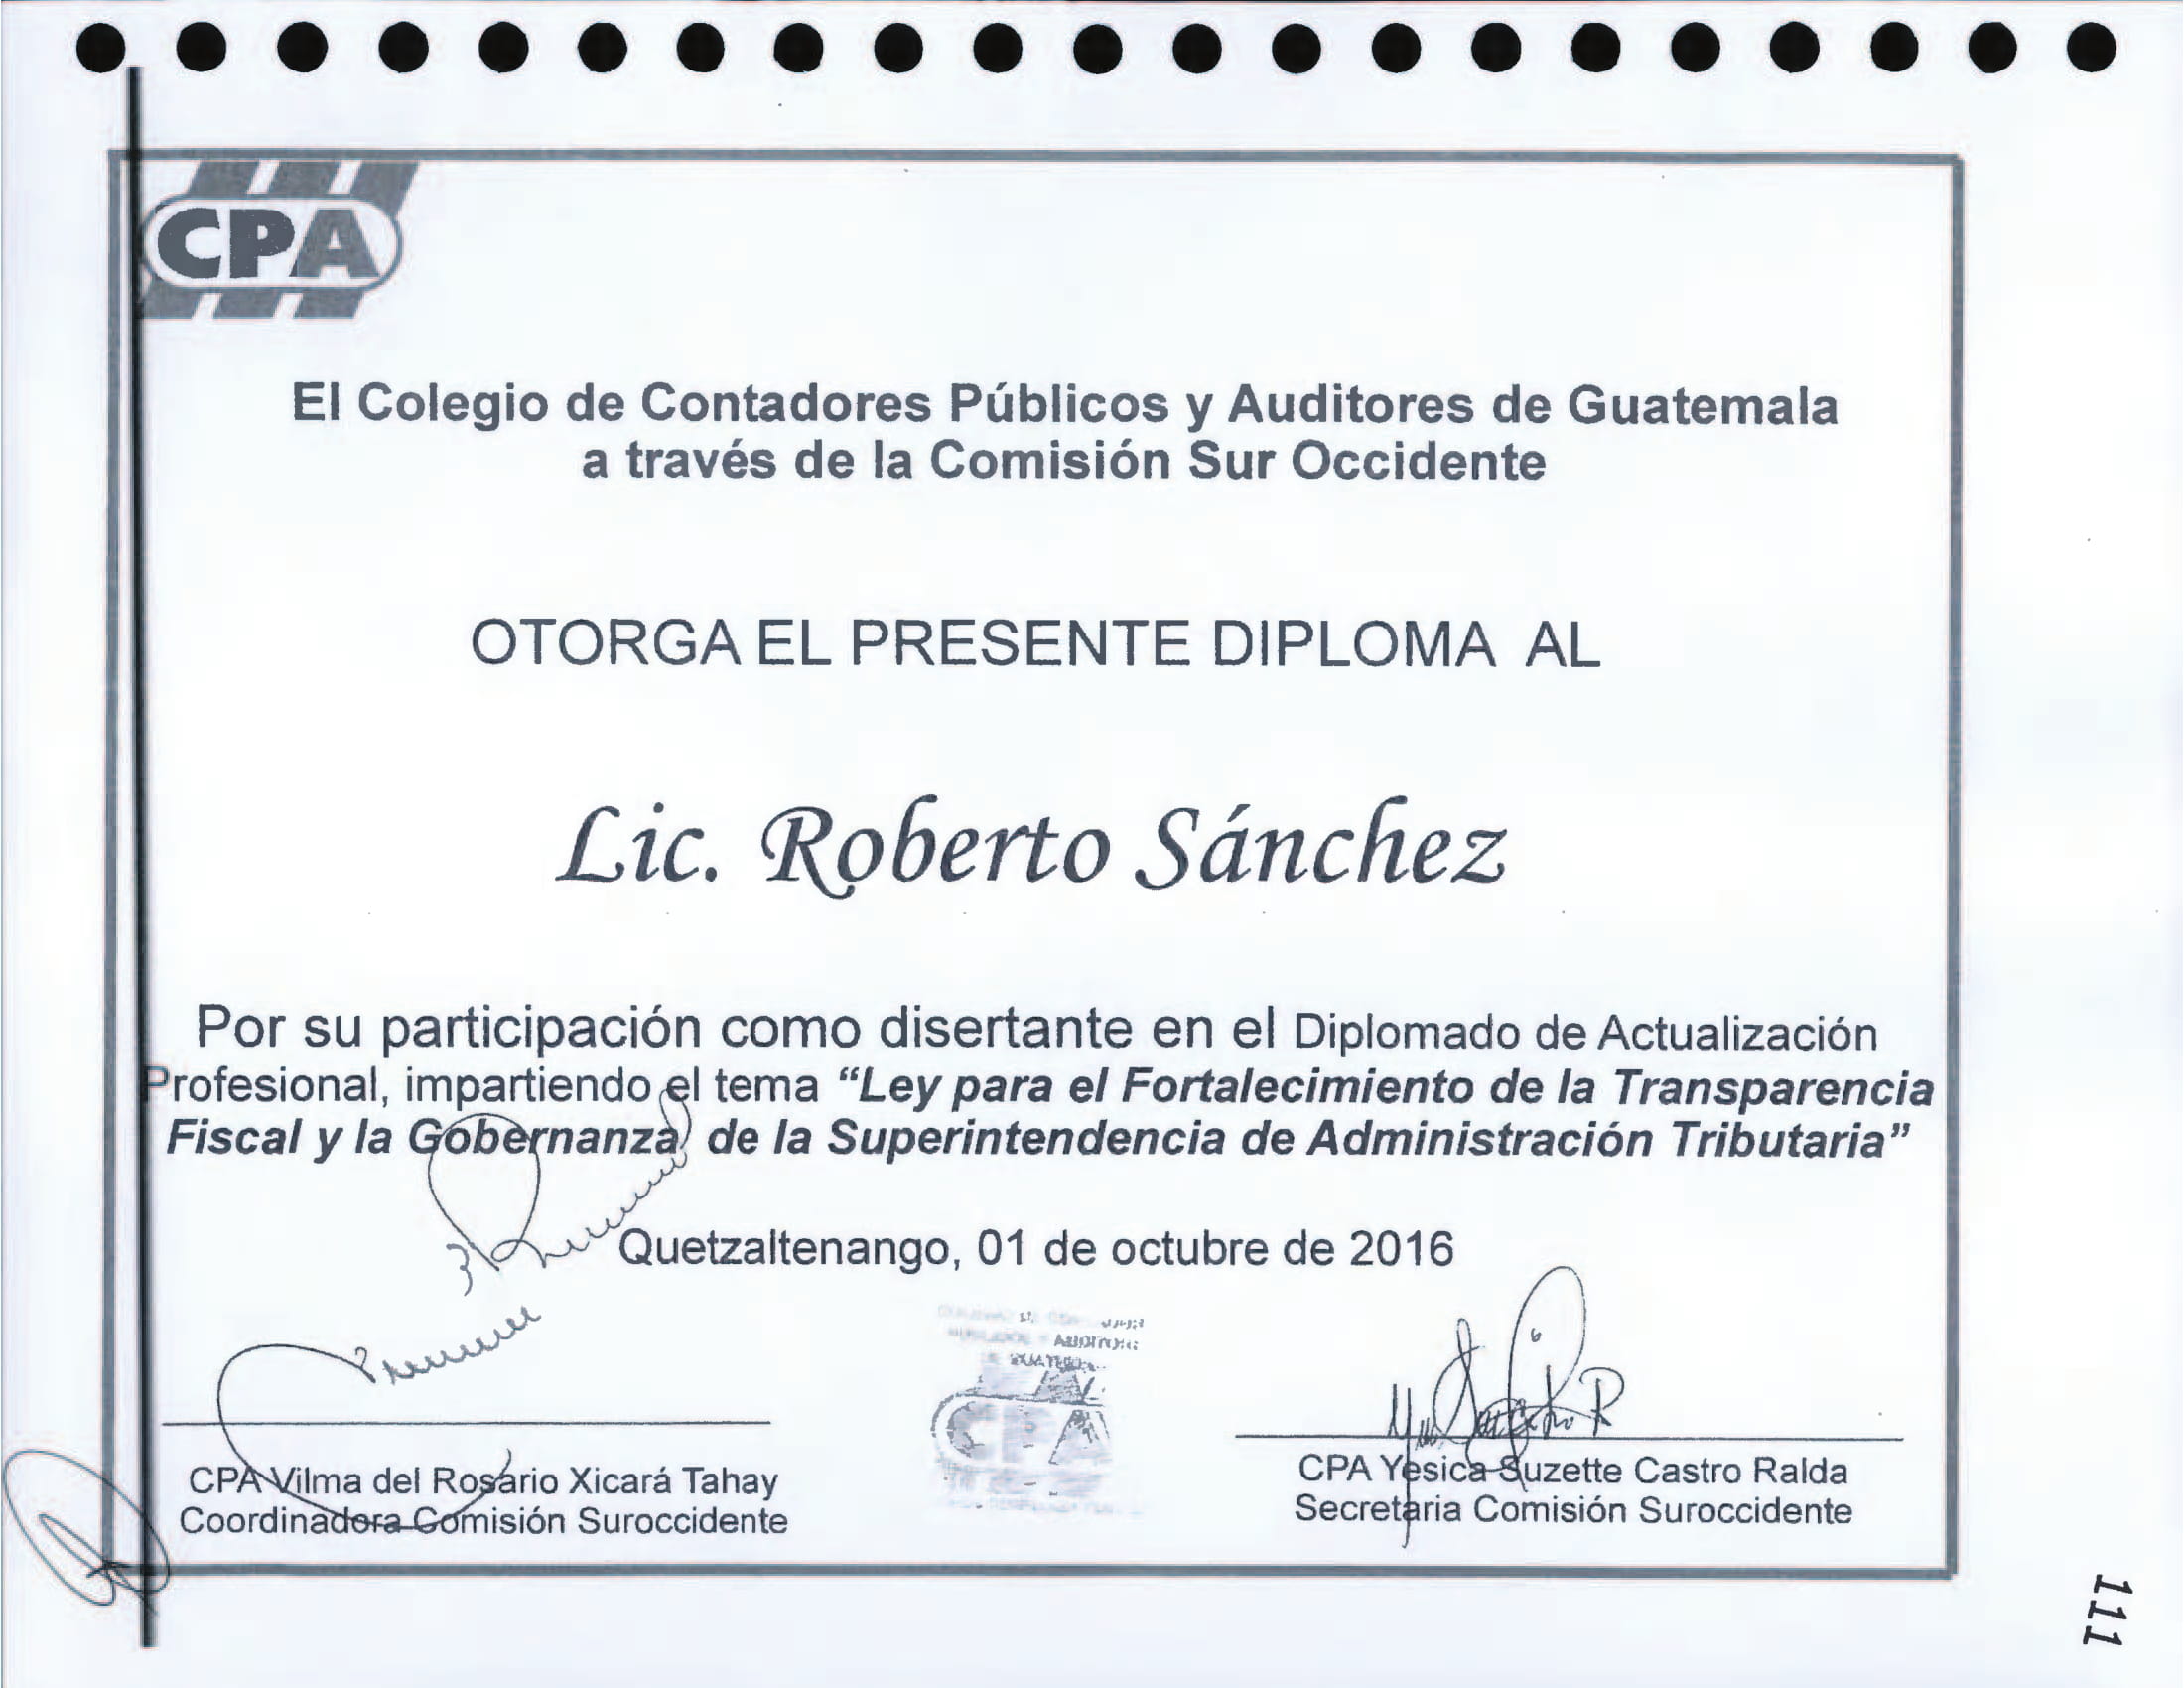 CPA
El Colegio de Contadores Públicos y Auditores de Guatemala
a través de la Comisión Sur Occidente
OTORGA EL PRESENTE DIPLOMA AL
Lic. Roberto Sánchez
Por su participación como disertante en el Diplomado de Actualización
Profesional, impartiendo el tema “Ley para el Fortalecimiento de la Transparencia
Fiscal y la Gobernanza de la Superintendencia de Administración Tributaria”
Quetzaltenango, 01 de octubre de 2016
CPA
CPA Vilma del Rosario Xicará Tahay
Coordinadora Comisión Suroccidente
CPA Yesica Suzette Castro Ralda
Secretaria Comisión Suroccidente
111